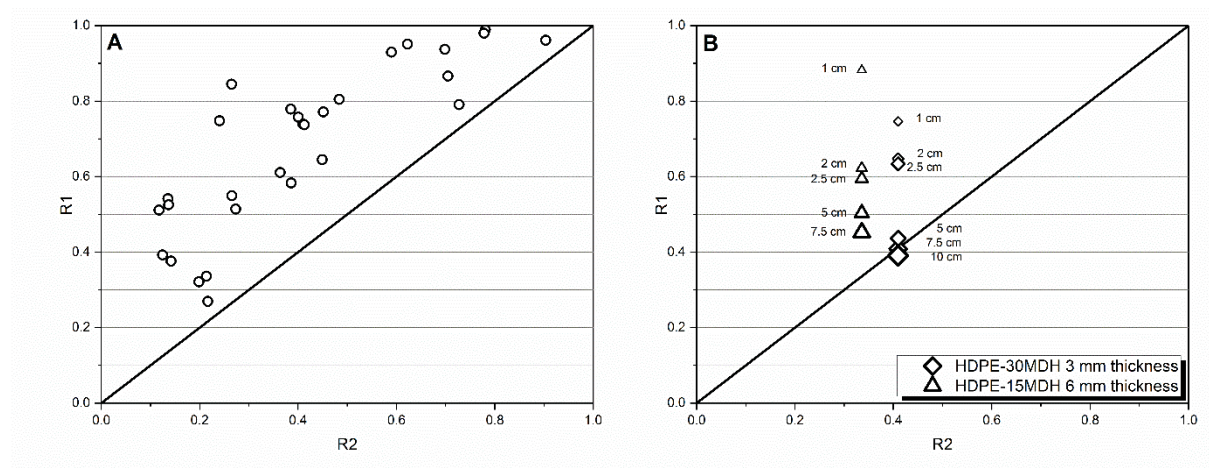 A
1.0
0.8
0.6
0.4
0.2
0.0
R1
0.0 0.2 0.4 0.6 0.8 1.0
R2
B
1.0
0.8
0.6
0.4
0.2
0.0
R1
1 cm
1 cm
2 cm
2 cm
2.5 cm
2.5 cm
5 cm
5 cm
7.5 cm
7.5 cm
10 cm
HDPE-30MDH 3 mm thickness
HDPE-15MDH 6 mm thickness
0.0 0.2 0.4 0.6 0.8 1.0
R2